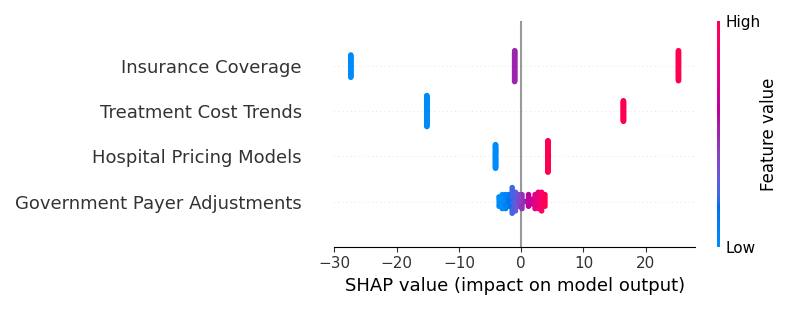 High
Insurance Coverage
Treatment Cost Trends
Hospital Pricing Models
Government Payer Adjustments
Feature value
Low
−30 −20 −10 0 10 20
SHAP value (impact on model output)